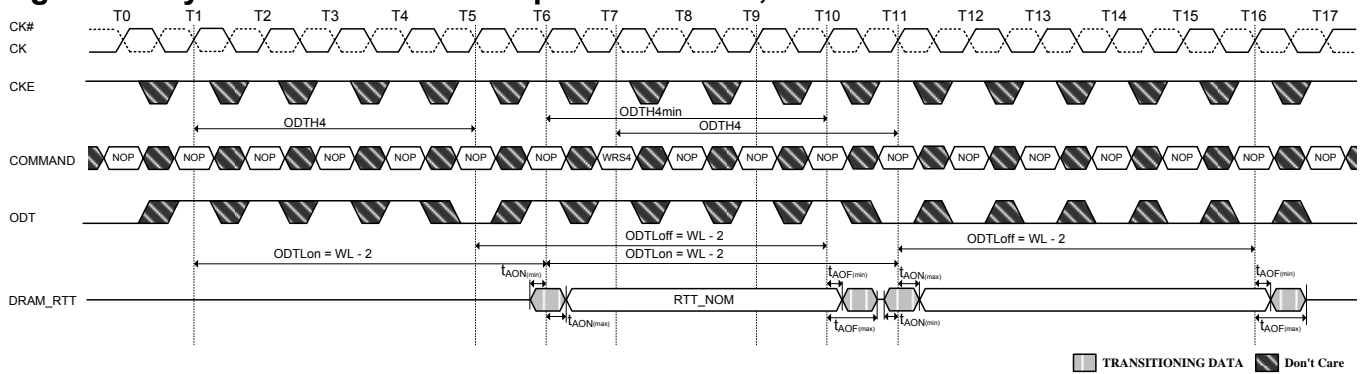 T0 T1 T2 T3 T4 T5 T6 T7 T8 T9 T10 T11 T12 T13 T14 T15 T16 T17
CK#
CK
CKE
ODTH4min
ODTH4
ODTH4
COMMAND NOP NOP NOP NOP NOP NOP NOP WRS4 NOP NOP NOP NOP NOP NOP NOP NOP NOP NOP
ODT
ODTLoff = WL - 2 ODTLoff = WL - 2
ODTLon = WL - 2 ODTLon = WL - 2
tAON(min) tAOF(min) tAON(max) tAOF(min)
DRAM_RTT RTT_NOM
tAON(max) tAOF(max) tAON(min) tAOF(max)
TRANSITIONING DATA Don't Care